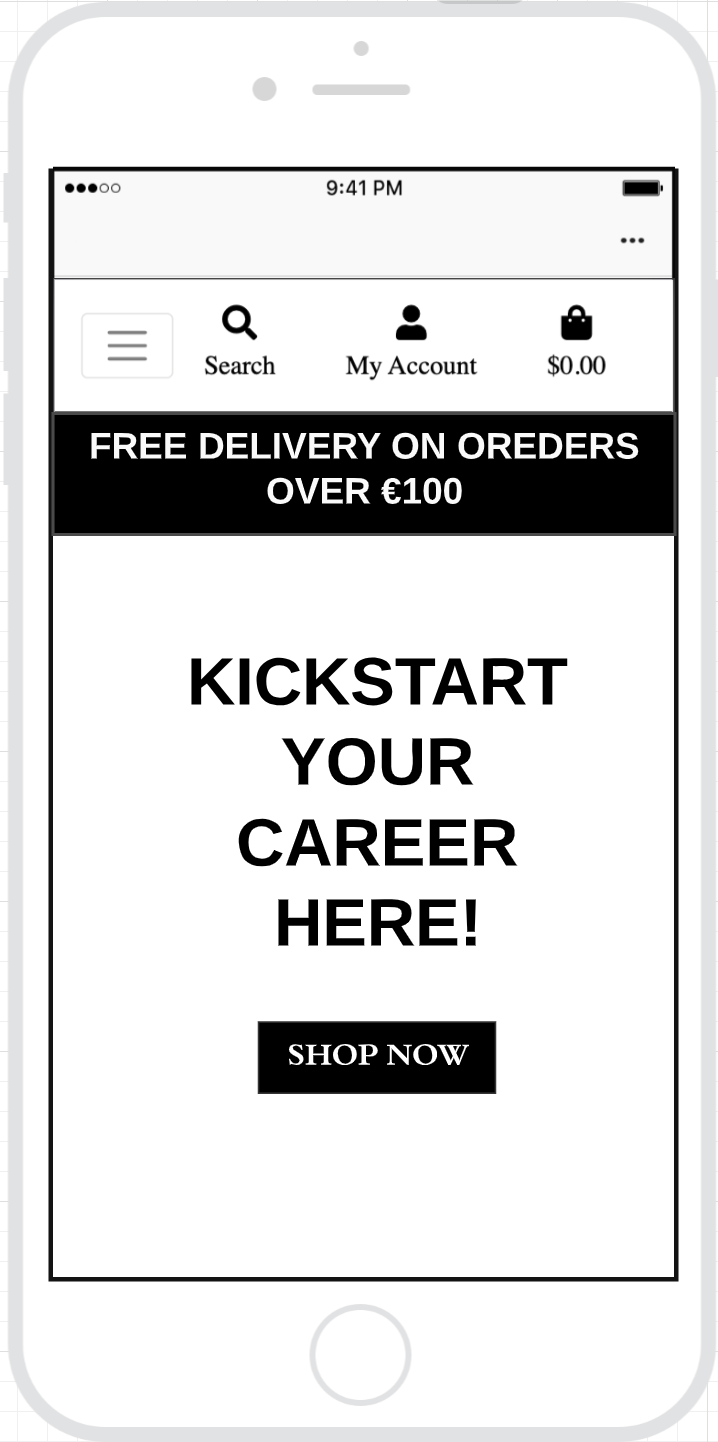 9:41 PM
Search My Account $0.00
FREE DELIVERY ON OREDERS
OVER €100
KICKSTART
YOUR
CAREER
HERE!
SHOP NOW